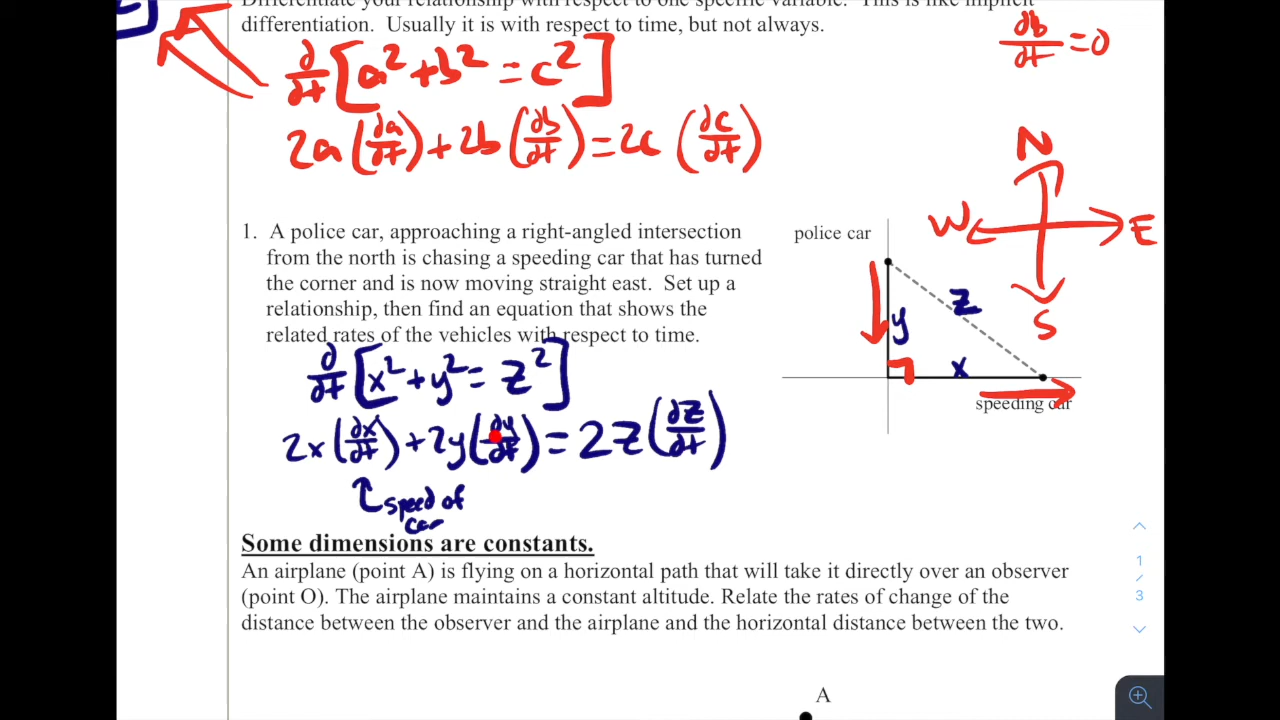 Differentiate your relationship with respect to one specific variable. This is like implicit
differentiation. Usually it is with respect to time, but not always.
db/dt = 0
d/dt [a² + b² = c²]
2a (da/dt) + 2b (db/dt) = 2c (dc/dt)
N
W E
S
1. A police car, approaching a right-angled intersection
from the north is chasing a speeding car that has turned
the corner and is now moving straight east. Set up a
relationship, then find an equation that shows the
related rates of the vehicles with respect to time.
police car
z
y
x
speeding car
d/dt [x² + y² = z²]
2x (dx/dt) + 2y (dy/dt) = 2z (dz/dt)
speed of
car
Some dimensions are constants.
An airplane (point A) is flying on a horizontal path that will take it directly over an observer
(point O). The airplane maintains a constant altitude. Relate the rates of change of the
distance between the observer and the airplane and the horizontal distance between the two.
1
/
3
A